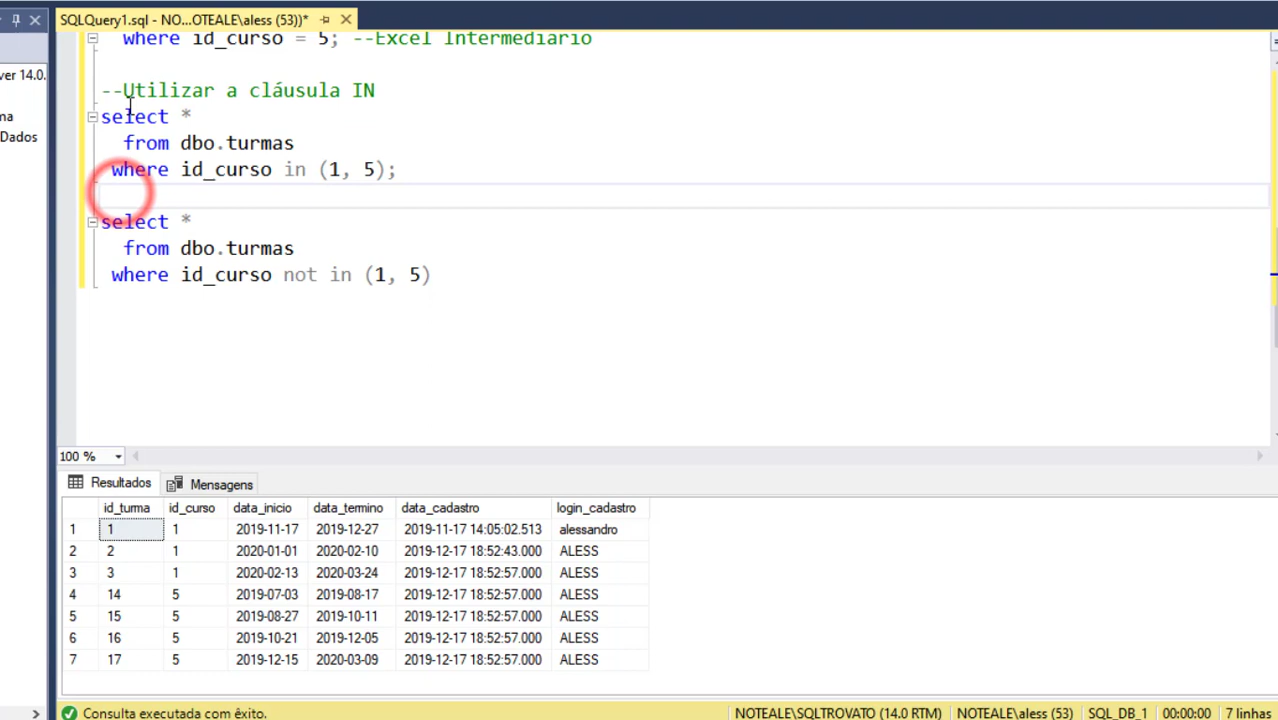 SQLQuery1.sql - NO...OTEALE\aless (53))*
ver 14.0.
ma
Dados
where id_curso = 5; --Excel Intermediário
--Utilizar a cláusula IN
select *
from dbo.turmas
where id_curso in (1, 5);
select *
from dbo.turmas
where id_curso not in (1, 5)
100 %
Resultados Mensagens
id_turma id_curso data_inicio data_termino data_cadastro login_cadastro
1 1 1 2019-11-17 2019-12-27 2019-11-17 14:05:02.513 alessandro
2 2 1 2020-01-01 2020-02-10 2019-12-17 18:52:43.000 ALESS
3 3 1 2020-02-13 2020-03-24 2019-12-17 18:52:57.000 ALESS
4 14 5 2019-07-03 2019-08-17 2019-12-17 18:52:57.000 ALESS
5 15 5 2019-08-27 2019-10-11 2019-12-17 18:52:57.000 ALESS
6 16 5 2019-10-21 2019-12-05 2019-12-17 18:52:57.000 ALESS
7 17 5 2019-12-15 2020-03-09 2019-12-17 18:52:57.000 ALESS
Consulta executada com êxito. NOTEALE\SQLTROVATO (14.0 RTM) NOTEALE\aless (53) SQL_DB_1 00:00:00 7 linhas